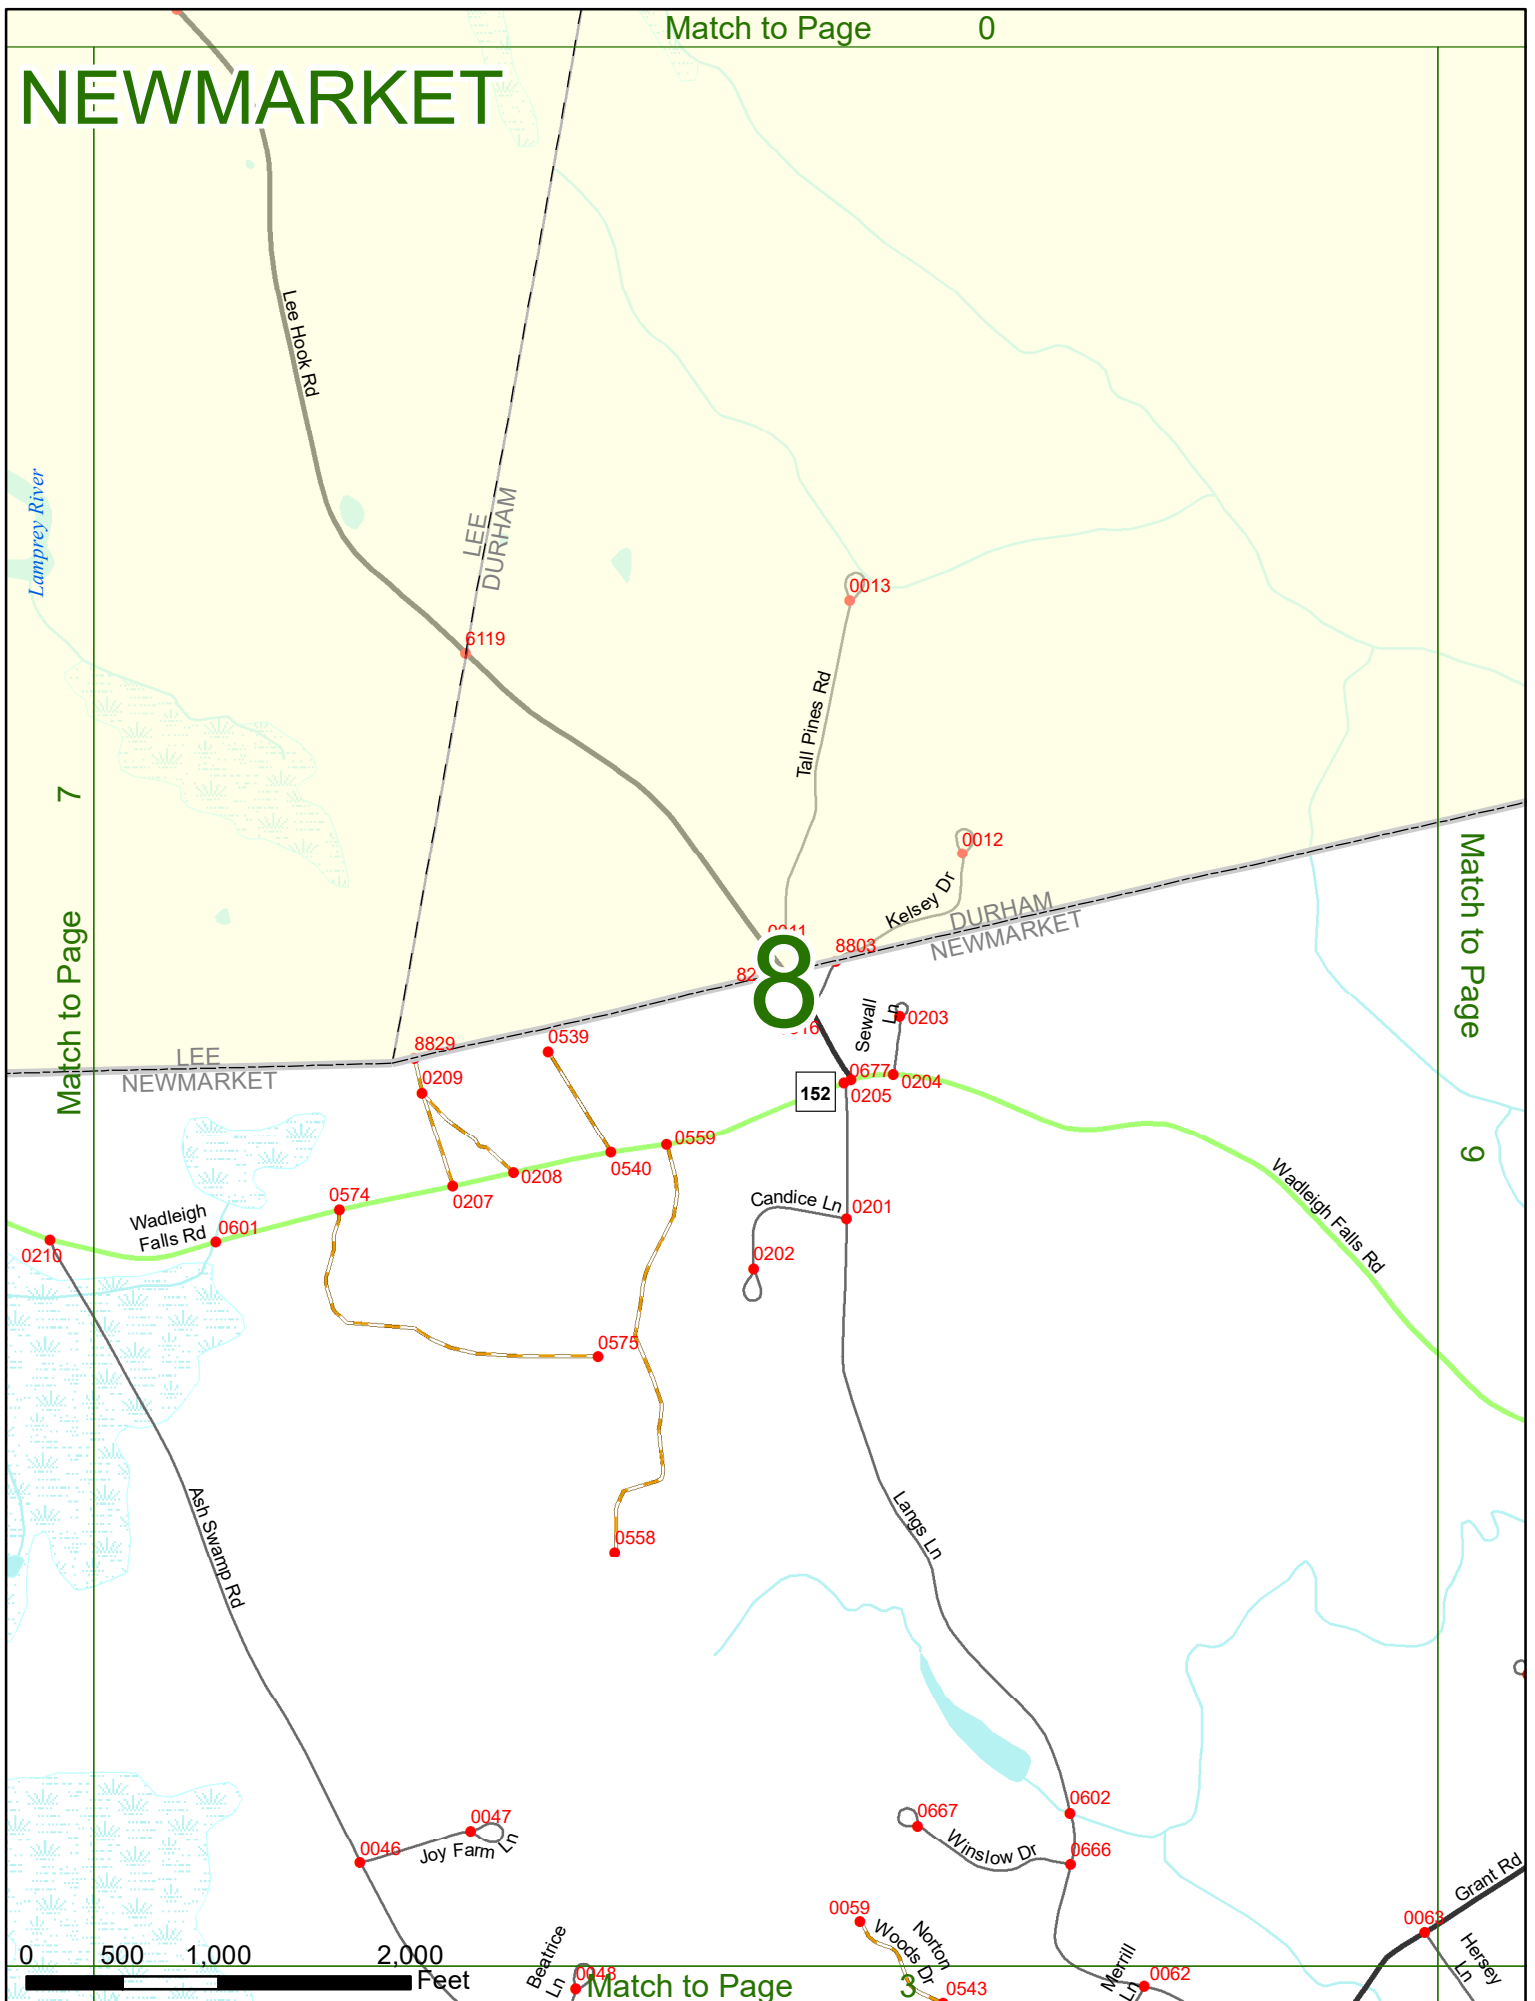 Match to Page 0
NEWMARKET
Lee Hook Rd
Lamprey River
LEE
DURHAM
0013
6119
Tall Pines Rd
7
Match to Page
0012
Kelsey Dr
DURHAM
NEWMARKET
Match to Page
9
8803
8
Sewall
Ln
0203
0539
8829
LEE
NEWMARKET
0209
0677
0204
152
0205
0559
0540
0208
0207
0574
Candice Ln
0201
Wadleigh
Falls Rd
0601
0210
0202
Wadleigh Falls Rd
0575
Ash Swamp Rd
Langs Ln
0558
0602
0047
0667
Joy Farm Ln
0046
Winslow Dr
0666
Grant Rd
0059
0063
Norton
Woods Dr
Hersey
Ln
Beatrice
Ln
0048
Merrill
Ln
0062
0543
0 500 1,000 2,000
Feet
Match to Page 3